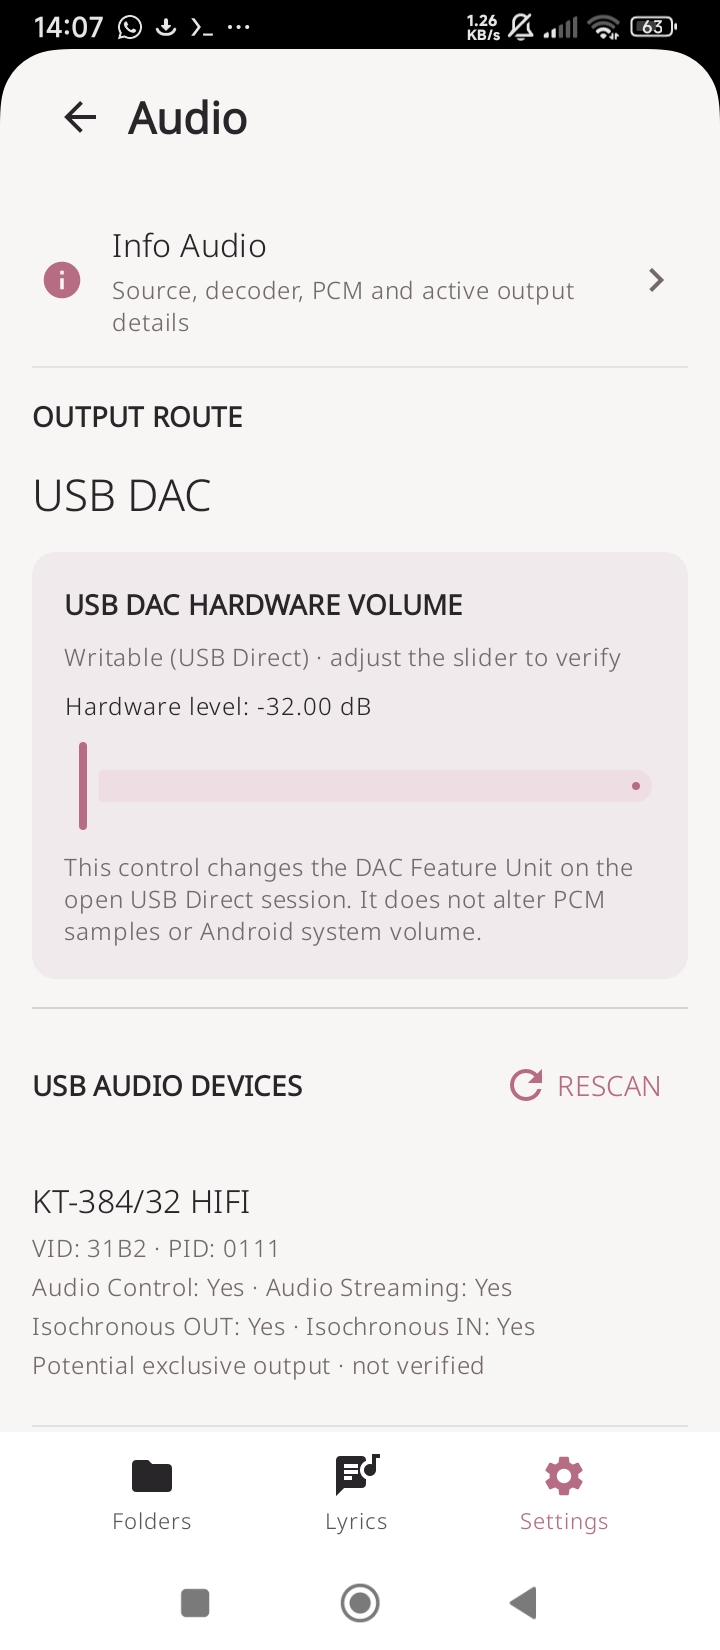 14:07
1.26
KB/s
63
Audio
Info Audio
Source, decoder, PCM and active output
details
OUTPUT ROUTE
USB DAC
USB DAC HARDWARE VOLUME
Writable (USB Direct) · adjust the slider to verify
Hardware level: -32.00 dB
This control changes the DAC Feature Unit on the
open USB Direct session. It does not alter PCM
samples or Android system volume.
USB AUDIO DEVICES
RESCAN
KT-384/32 HIFI
VID: 31B2 · PID: 0111
Audio Control: Yes · Audio Streaming: Yes
Isochronous OUT: Yes · Isochronous IN: Yes
Potential exclusive output · not verified
Folders
Lyrics
Settings